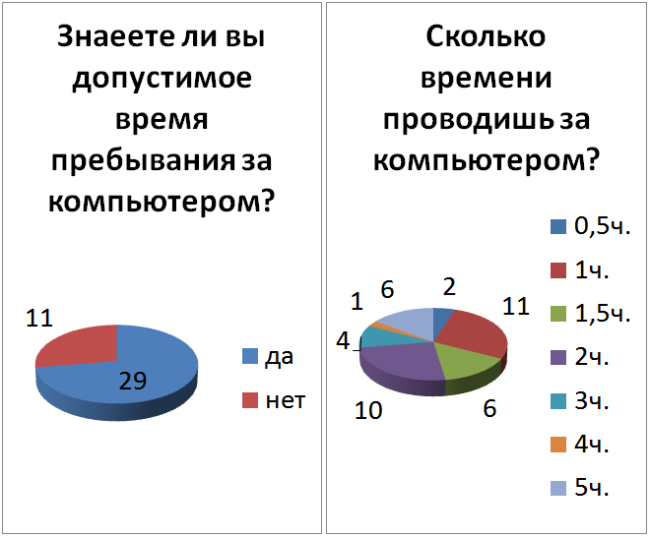 Знаеете ли вы
допустимое
время
пребывания за
компьютером?
11
29
да
нет
Сколько
времени
проводишь за
компьютером?
0,5ч.
1ч.
1,5ч.
2ч.
3ч.
4ч.
5ч.
2
11
6
10
4
1
6